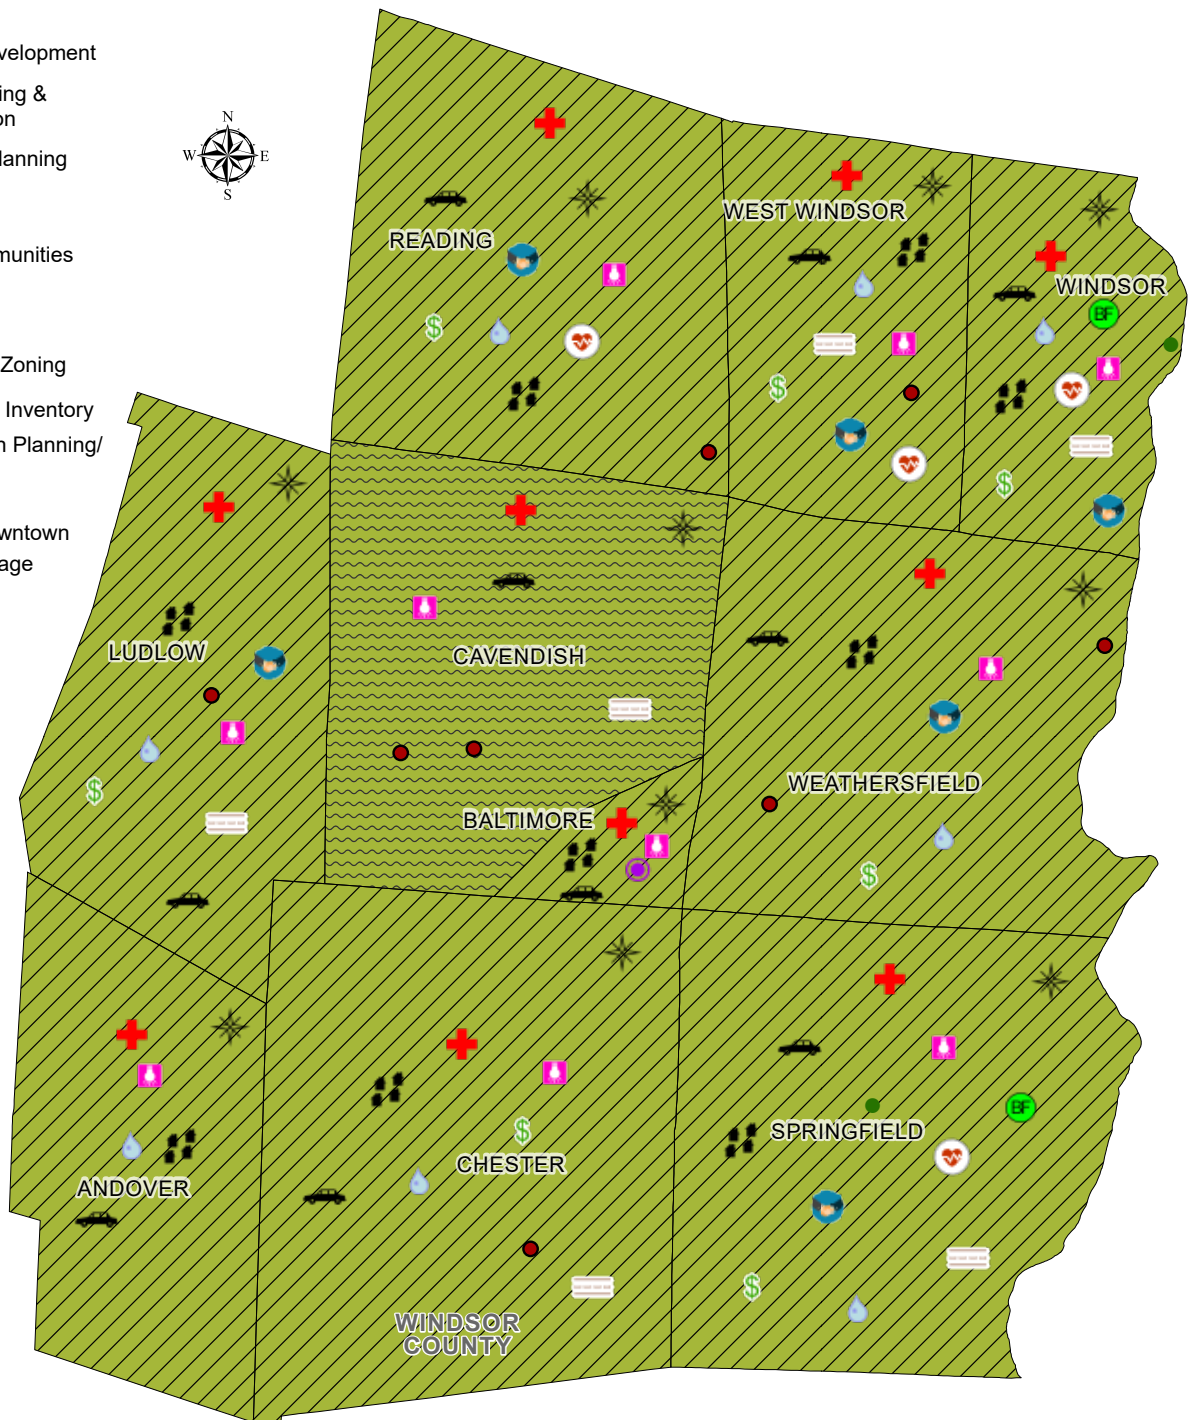 velopment
ing &
on
lanning
N
W E
S
munities
Zoning
Inventory
n Planning/
wntown
age
READING
$
WEST WINDSOR
$
WINDSOR
BF
$
LUDLOW
$
CAVENDISH
BALTIMORE
WEATHERSFIELD
$
ANDOVER
$
CHESTER
WINDSOR
COUNTY
BF
SPRINGFIELD
$